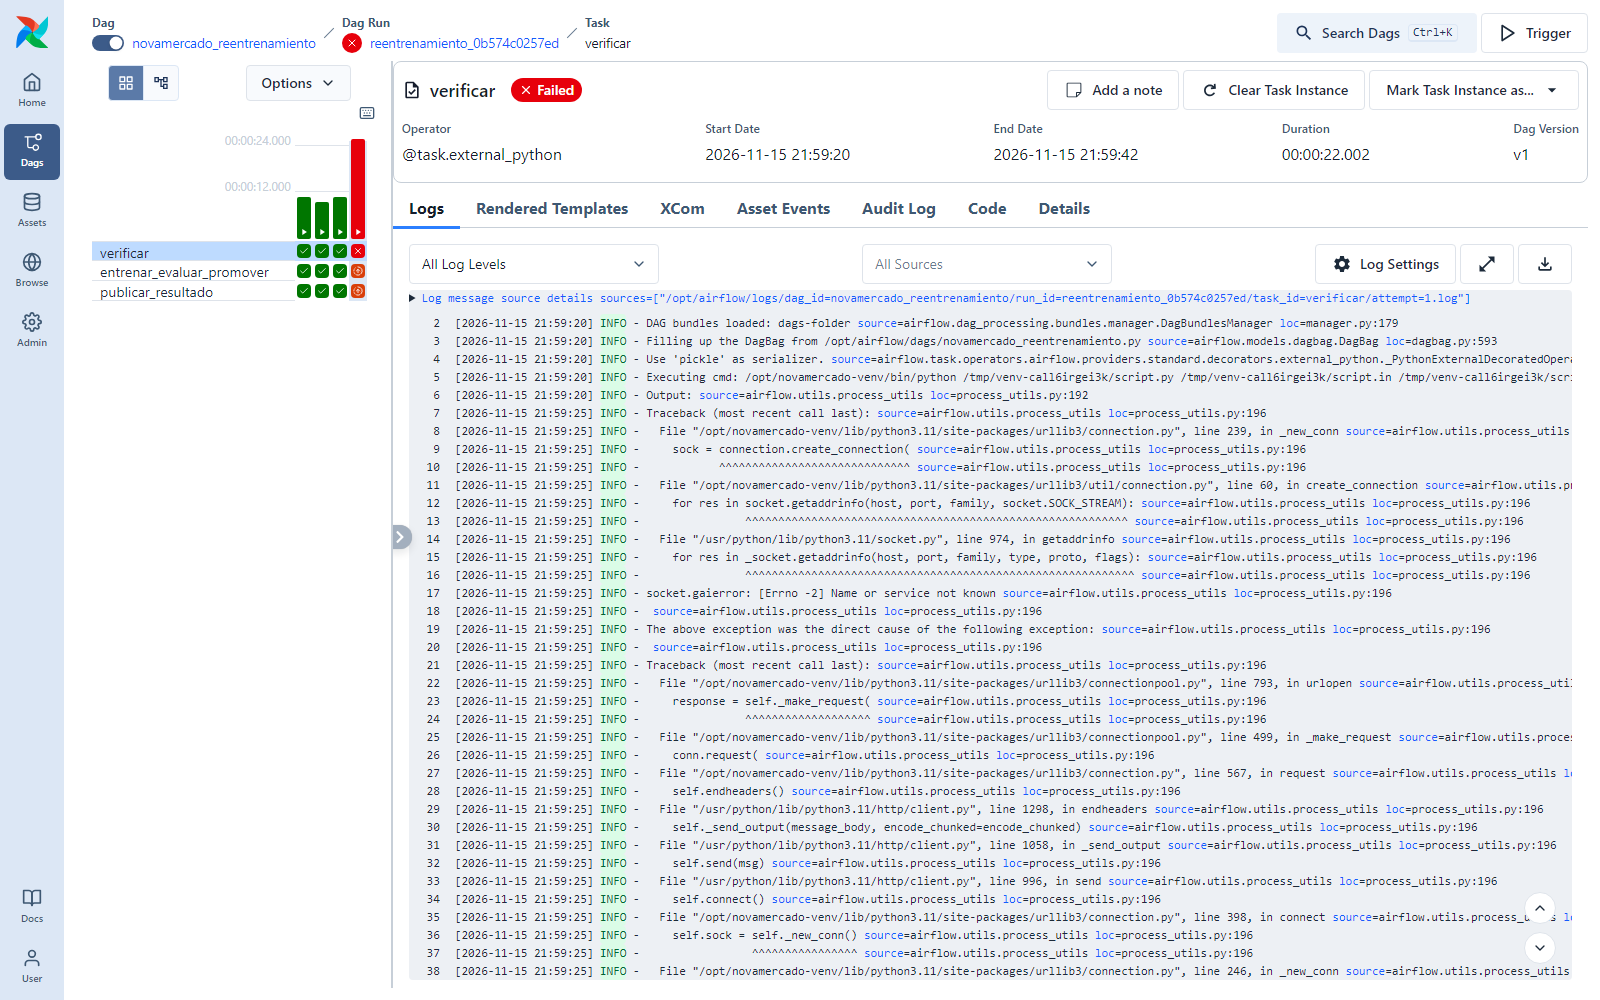 Dag
novamercado_reentrenamiento
Dag Run
reentrenamiento_0b574c0257ed
Task
verificar
Search Dags Ctrl+K
Trigger
Home
Dags
Assets
Browse
Admin
Docs
User
Options
00:00:24.000
00:00:12.000
verificar
entrenar_evaluar_promover
publicar_resultado
verificar
Failed
Add a note
Clear Task Instance
Mark Task Instance as...
Operator
@task.external_python
Start Date
2026-11-15 21:59:20
End Date
2026-11-15 21:59:42
Duration
00:00:22.002
Dag Version
v1
Logs
Rendered Templates
XCom
Asset Events
Audit Log
Code
Details
All Log Levels
All Sources
Log Settings
Log message source details sources=["/opt/airflow/logs/dag_id=novamercado_reentrenamiento/run_id=reentrenamiento_0b574c0257ed/task_id=verificar/attempt=1.log"]
2 [2026-11-15 21:59:20] INFO - DAG bundles loaded: dags-folder source=airflow.dag_processing.bundles.manager.DagBundlesManager loc=manager.py:179
3 [2026-11-15 21:59:20] INFO - Filling up the DagBag from /opt/airflow/dags/novamercado_reentrenamiento.py source=airflow.models.dagbag.DagBag loc=dagbag.py:593
4 [2026-11-15 21:59:20] INFO - Use 'pickle' as serializer. source=airflow.task.operators.airflow.providers.standard.decorators.external_python._PythonExternalDecoratedOpera
5 [2026-11-15 21:59:20] INFO - Executing cmd: /opt/novamercado-venv/bin/python /tmp/venv-call6irgei3k/script.py /tmp/venv-call6irgei3k/script.in /tmp/venv-call6irgei3k/scri
6 [2026-11-15 21:59:20] INFO - Output: source=airflow.utils.process_utils loc=process_utils.py:192
7 [2026-11-15 21:59:25] INFO - Traceback (most recent call last): source=airflow.utils.process_utils loc=process_utils.py:196
8 [2026-11-15 21:59:25] INFO - File "/opt/novamercado-venv/lib/python3.11/site-packages/urllib3/connection.py", line 239, in _new_conn source=airflow.utils.process_utils
9 [2026-11-15 21:59:25] INFO - sock = connection.create_connection( source=airflow.utils.process_utils loc=process_utils.py:196
10 [2026-11-15 21:59:25] INFO - ^^^^^^^^^^^^^^^^^^^^^^^^^^^^^ source=airflow.utils.process_utils loc=process_utils.py:196
11 [2026-11-15 21:59:25] INFO - File "/opt/novamercado-venv/lib/python3.11/site-packages/urllib3/util/connection.py", line 60, in create_connection source=airflow.utils.pr
12 [2026-11-15 21:59:25] INFO - for res in socket.getaddrinfo(host, port, family, socket.SOCK_STREAM): source=airflow.utils.process_utils loc=process_utils.py:196
13 [2026-11-15 21:59:25] INFO - ^^^^^^^^^^^^^^^^^^^^^^^^^^^^^^^^^^^^^^^^^^^^^^^^^^^^^^^^^^ source=airflow.utils.process_utils loc=process_utils.py:196
14 [2026-11-15 21:59:25] INFO - File "/usr/python/lib/python3.11/socket.py", line 974, in getaddrinfo source=airflow.utils.process_utils loc=process_utils.py:196
15 [2026-11-15 21:59:25] INFO - for res in _socket.getaddrinfo(host, port, family, type, proto, flags): source=airflow.utils.process_utils loc=process_utils.py:196
16 [2026-11-15 21:59:25] INFO - ^^^^^^^^^^^^^^^^^^^^^^^^^^^^^^^^^^^^^^^^^^^^^^^^^^^^^^^^^^^ source=airflow.utils.process_utils loc=process_utils.py:196
17 [2026-11-15 21:59:25] INFO - socket.gaierror: [Errno -2] Name or service not known source=airflow.utils.process_utils loc=process_utils.py:196
18 [2026-11-15 21:59:25] INFO - source=airflow.utils.process_utils loc=process_utils.py:196
19 [2026-11-15 21:59:25] INFO - The above exception was the direct cause of the following exception: source=airflow.utils.process_utils loc=process_utils.py:196
20 [2026-11-15 21:59:25] INFO - source=airflow.utils.process_utils loc=process_utils.py:196
21 [2026-11-15 21:59:25] INFO - Traceback (most recent call last): source=airflow.utils.process_utils loc=process_utils.py:196
22 [2026-11-15 21:59:25] INFO - File "/opt/novamercado-venv/lib/python3.11/site-packages/urllib3/connectionpool.py", line 793, in urlopen source=airflow.utils.process_util
23 [2026-11-15 21:59:25] INFO - response = self._make_request( source=airflow.utils.process_utils loc=process_utils.py:196
24 [2026-11-15 21:59:25] INFO - ^^^^^^^^^^^^^^^^^^^ source=airflow.utils.process_utils loc=process_utils.py:196
25 [2026-11-15 21:59:25] INFO - File "/opt/novamercado-venv/lib/python3.11/site-packages/urllib3/connectionpool.py", line 499, in _make_request source=airflow.utils.proces
26 [2026-11-15 21:59:25] INFO - conn.request( source=airflow.utils.process_utils loc=process_utils.py:196
27 [2026-11-15 21:59:25] INFO - File "/opt/novamercado-venv/lib/python3.11/site-packages/urllib3/connection.py", line 567, in request source=airflow.utils.process_utils lo
28 [2026-11-15 21:59:25] INFO - self.endheaders() source=airflow.utils.process_utils loc=process_utils.py:196
29 [2026-11-15 21:59:25] INFO - File "/usr/python/lib/python3.11/http/client.py", line 1298, in endheaders source=airflow.utils.process_utils loc=process_utils.py:196
30 [2026-11-15 21:59:25] INFO - self._send_output(message_body, encode_chunked=encode_chunked) source=airflow.utils.process_utils loc=process_utils.py:196
31 [2026-11-15 21:59:25] INFO - File "/usr/python/lib/python3.11/http/client.py", line 1058, in _send_output source=airflow.utils.process_utils loc=process_utils.py:196
32 [2026-11-15 21:59:25] INFO - self.send(msg) source=airflow.utils.process_utils loc=process_utils.py:196
33 [2026-11-15 21:59:25] INFO - File "/usr/python/lib/python3.11/http/client.py", line 996, in send source=airflow.utils.process_utils loc=process_utils.py:196
34 [2026-11-15 21:59:25] INFO - self.connect() source=airflow.utils.process_utils loc=process_utils.py:196
35 [2026-11-15 21:59:25] INFO - File "/opt/novamercado-venv/lib/python3.11/site-packages/urllib3/connection.py", line 398, in connect source=airflow.utils.process_u
36 [2026-11-15 21:59:25] INFO - self.sock = self._new_conn() source=airflow.utils.process_utils loc=process_utils.py:196
37 [2026-11-15 21:59:25] INFO - ^^^^^^^^^^^^^^^^ source=airflow.utils.process_utils loc=process_utils.py:196
38 [2026-11-15 21:59:25] INFO - File "/opt/novamercado-venv/lib/python3.11/site-packages/urllib3/connection.py", line 246, in _new_conn source=airflow.utils.process_utils